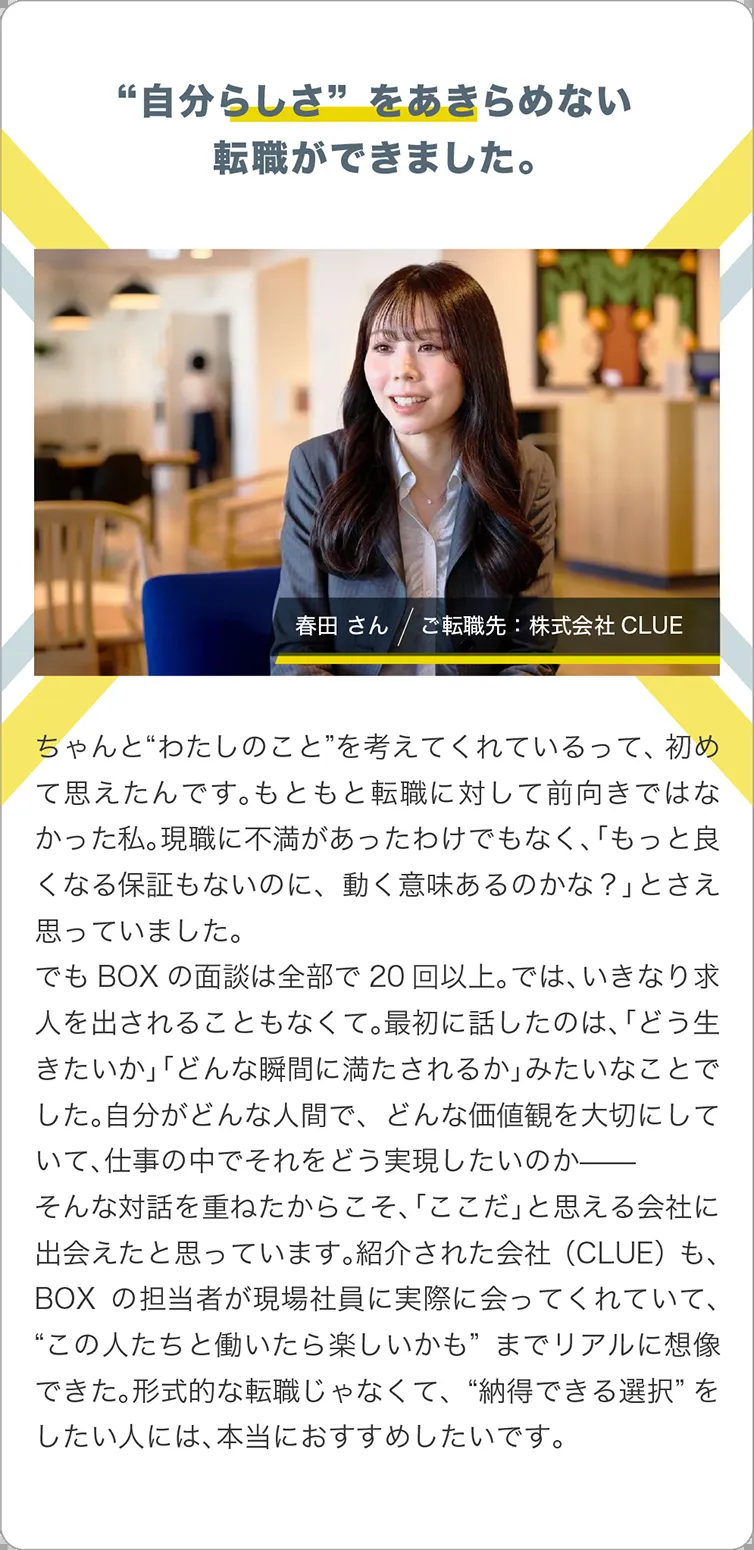 “自分らしさ” をあきらめない
転職ができました。
春田 さん / ご転職先：株式会社 CLUE
ちゃんと“わたしのこと”を考えてくれているって、初め
て思えたんです。もともと転職に対して前向きではな
かった私。現職に不満があったわけでもなく、「もっと良
くなる保証もないのに、動く意味あるのかな？」とさえ
思っていました。
でも BOX の面談は全部で 20 回以上。では、いきなり求
人を出されることもなくて。最初に話したのは、「どう生
きたいか」「どんな瞬間に満たされるか」みたいなことで
した。自分がどんな人間で、どんな価値観を大切にして
いて、仕事の中でそれをどう実現したいのか――
そんな対話を重ねたからこそ、「ここだ」と思える会社に
出会えたと思っています。紹介された会社（CLUE）も、
BOX の担当者が現場社員に実際に会ってくれていて、
“この人たちと働いたら楽しいかも” までリアルに想像
できた。形式的な転職じゃなくて、“納得できる選択” を
したい人には、本当におすすめしたいです。